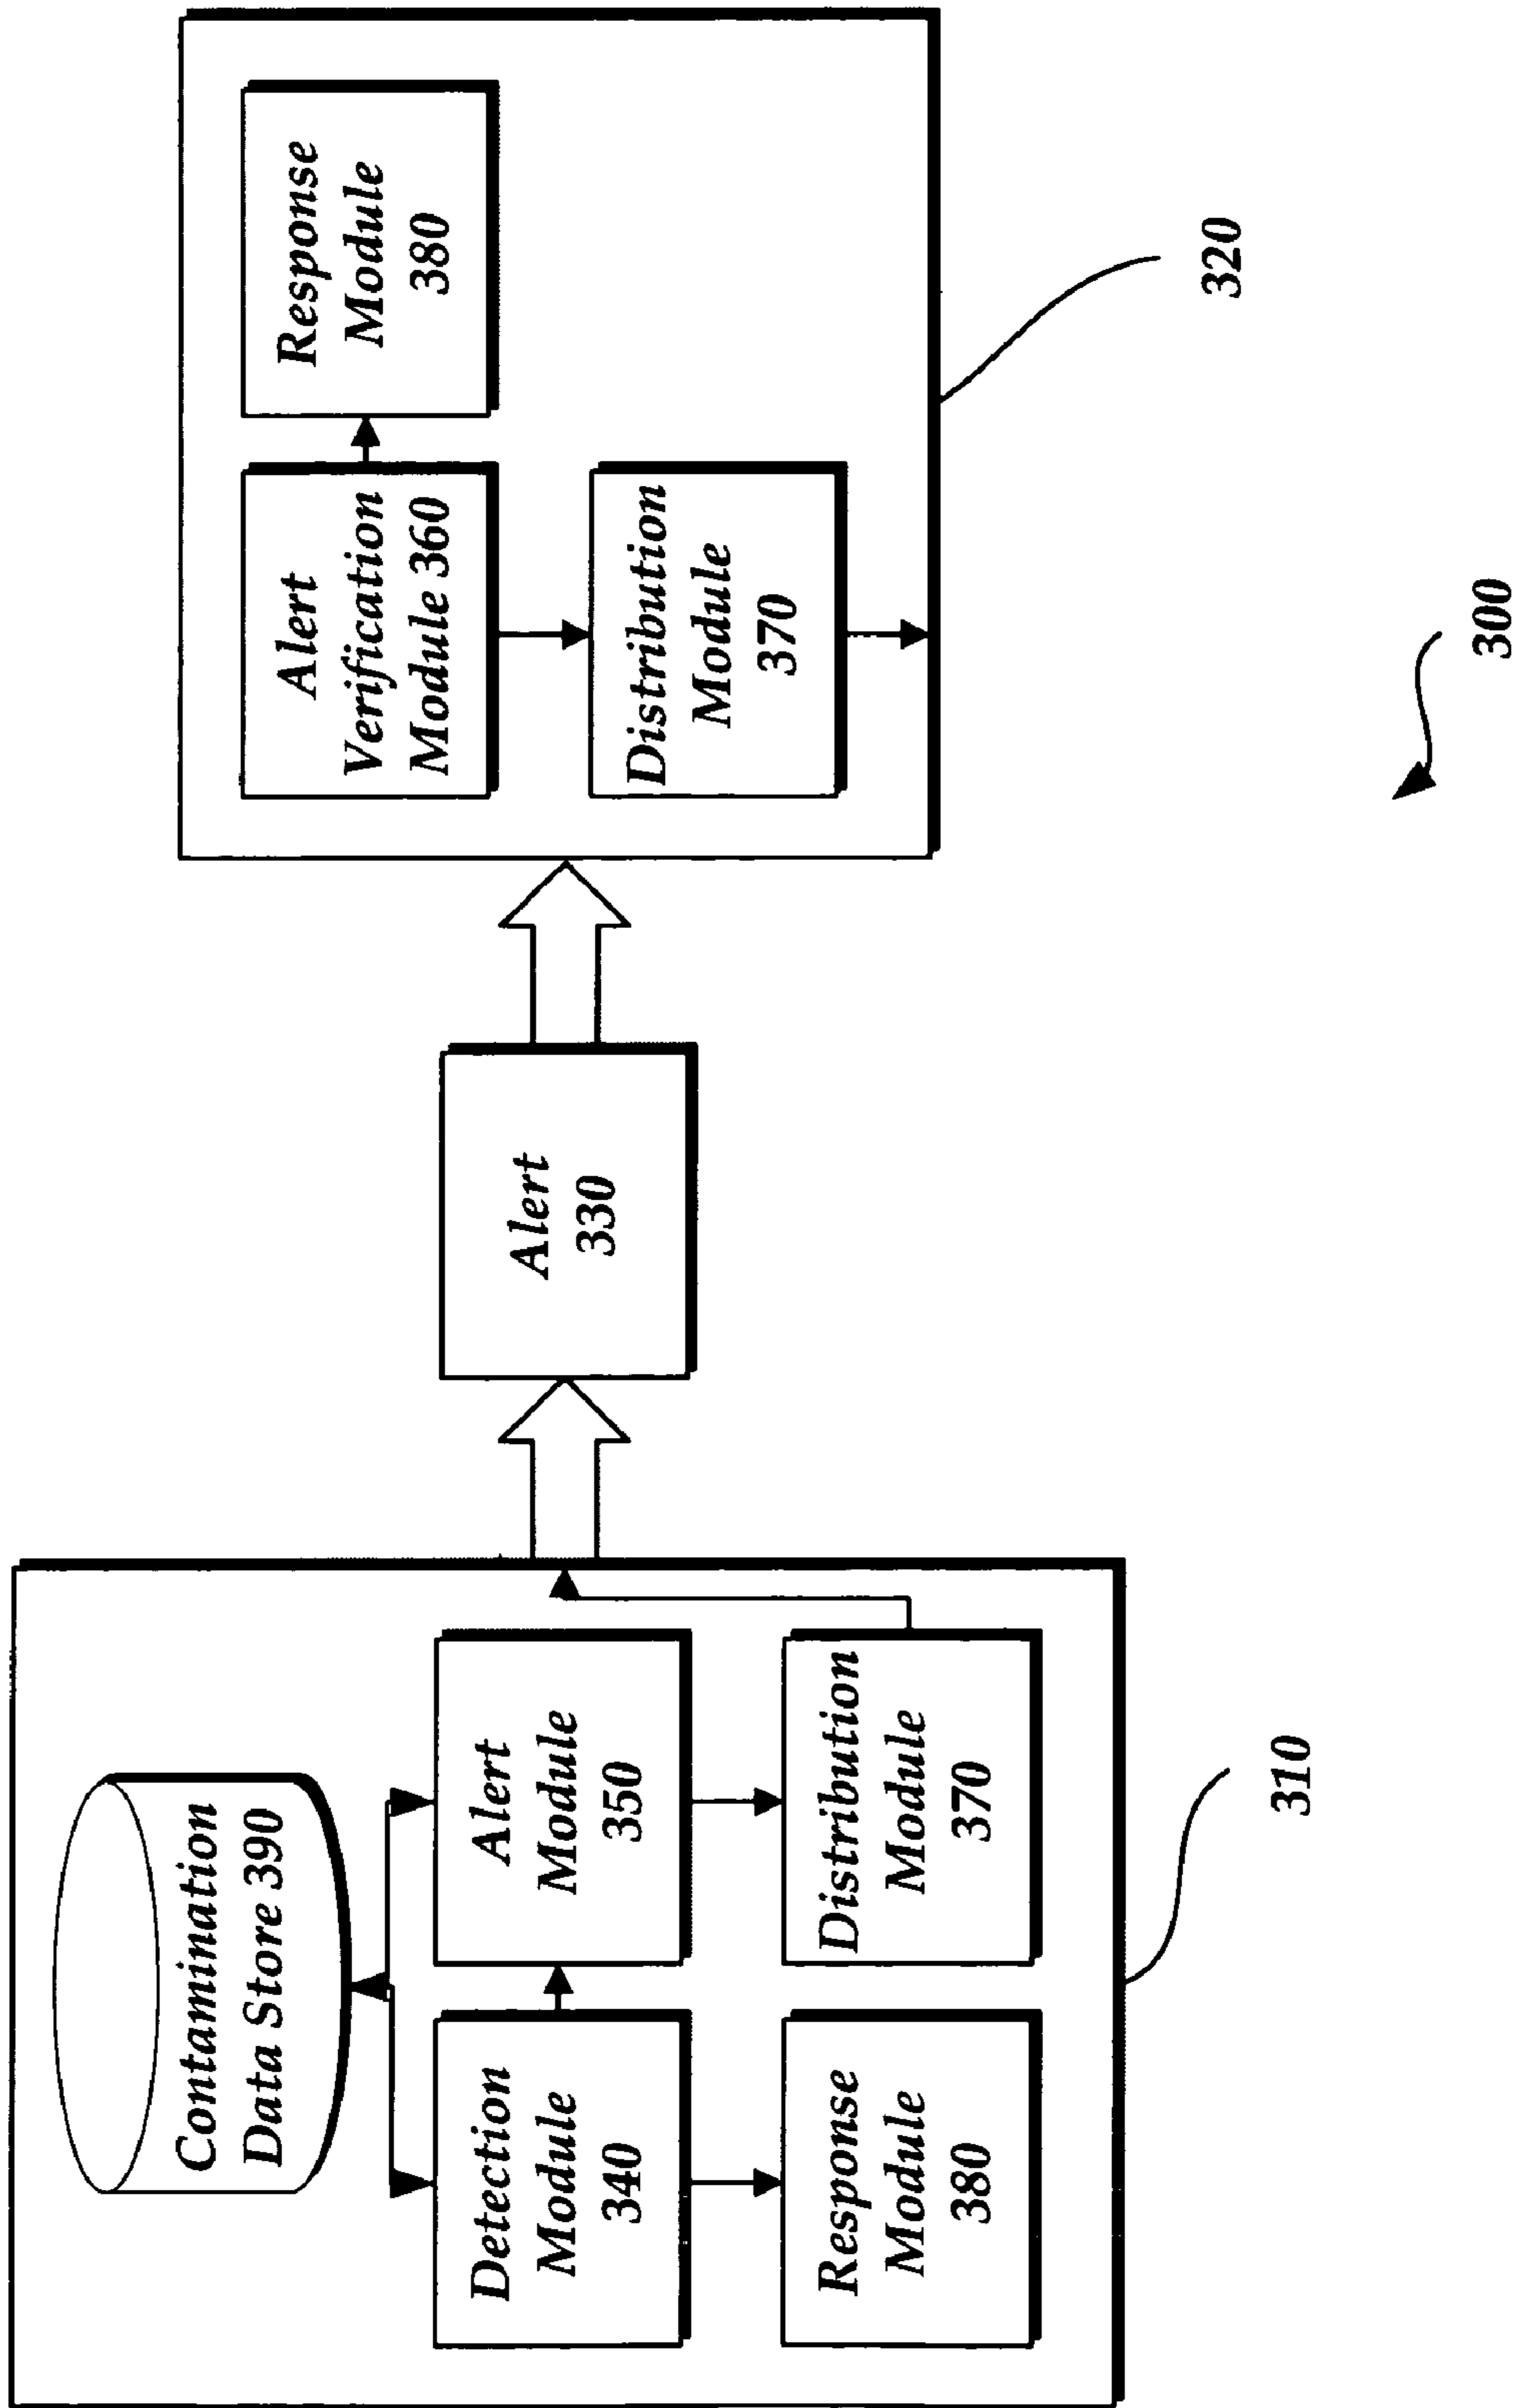 Contamination
Data Store 390
Detection
Module
340
Alert
Module
350
Response
Module
380
Distribution
Module
370
310
Alert
330
Alert
Verification
Module 360
Response
Module
380
Distribution
Module
370
320
300